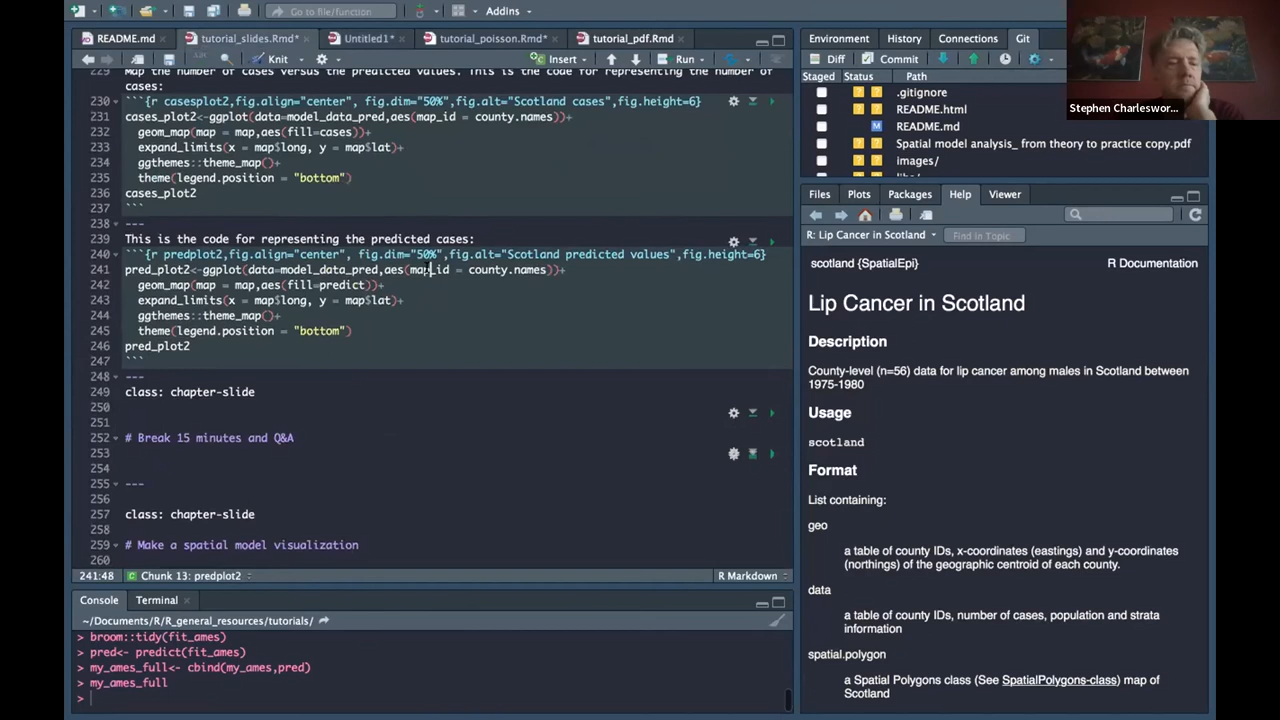 Go to file/function
Addins
README.md
tutorial_slides.Rmd*
Untitled1*
tutorial_poisson.Rmd*
tutorial_pdf.Rmd
Knit
Insert
Run
229
Map the number of cases versus the predicted values. This is the code for representing the number of
cases:
230 ```{r casesplot2,fig.align="center", fig.dim="50%",fig.alt="Scotland cases",fig.height=6}
231 cases_plot2<-ggplot(data=model_data_pred,aes(map_id = county.names))+
232 geom_map(map = map,aes(fill=cases))+
233 expand_limits(x = map$long, y = map$lat)+
234 ggthemes::theme_map()+
235 theme(legend.position = "bottom")
236 cases_plot2
237 ```
238 ---
239 This is the code for representing the predicted cases:
240 ```{r predplot2,fig.align="center", fig.dim="50%",fig.alt="Scotland predicted values",fig.height=6}
241 pred_plot2<-ggplot(data=model_data_pred,aes(map_id = county.names))+
242 geom_map(map = map,aes(fill=predict))+
243 expand_limits(x = map$long, y = map$lat)+
244 ggthemes::theme_map()+
245 theme(legend.position = "bottom")
246 pred_plot2
247 ```
248 ---
249 class: chapter-slide
250
251
252 # Break 15 minutes and Q&A
253
254
255 ---
256
257 class: chapter-slide
258
259 # Make a spatial model visualization
260
241:48
Chunk 13: predplot2
R Markdown
Console
Terminal
~/Documents/R/R_general_resources/tutorials/
> broom::tidy(fit_ames)
> pred<- predict(fit_ames)
> my_ames_full<- cbind(my_ames,pred)
> my_ames_full
>
Environment
History
Connections
Git
Diff
Commit
Staged
Status
Path
.gitignore
README.html
M README.md
Spatial model analysis_ from theory to practice copy.pdf
images/
Stephen Charleswor...
Files
Plots
Packages
Help
Viewer
R: Lip Cancer in Scotland
Find in Topic
scotland {SpatialEpi}
R Documentation
Lip Cancer in Scotland
Description
County-level (n=56) data for lip cancer among males in Scotland between
1975-1980
Usage
scotland
Format
List containing:
geo
a table of county IDs, x-coordinates (eastings) and y-coordinates
(northings) of the geographic centroid of each county.
data
a table of county IDs, number of cases, population and strata
information
spatial.polygon
a Spatial Polygons class (See SpatialPolygons-class) map of
Scotland